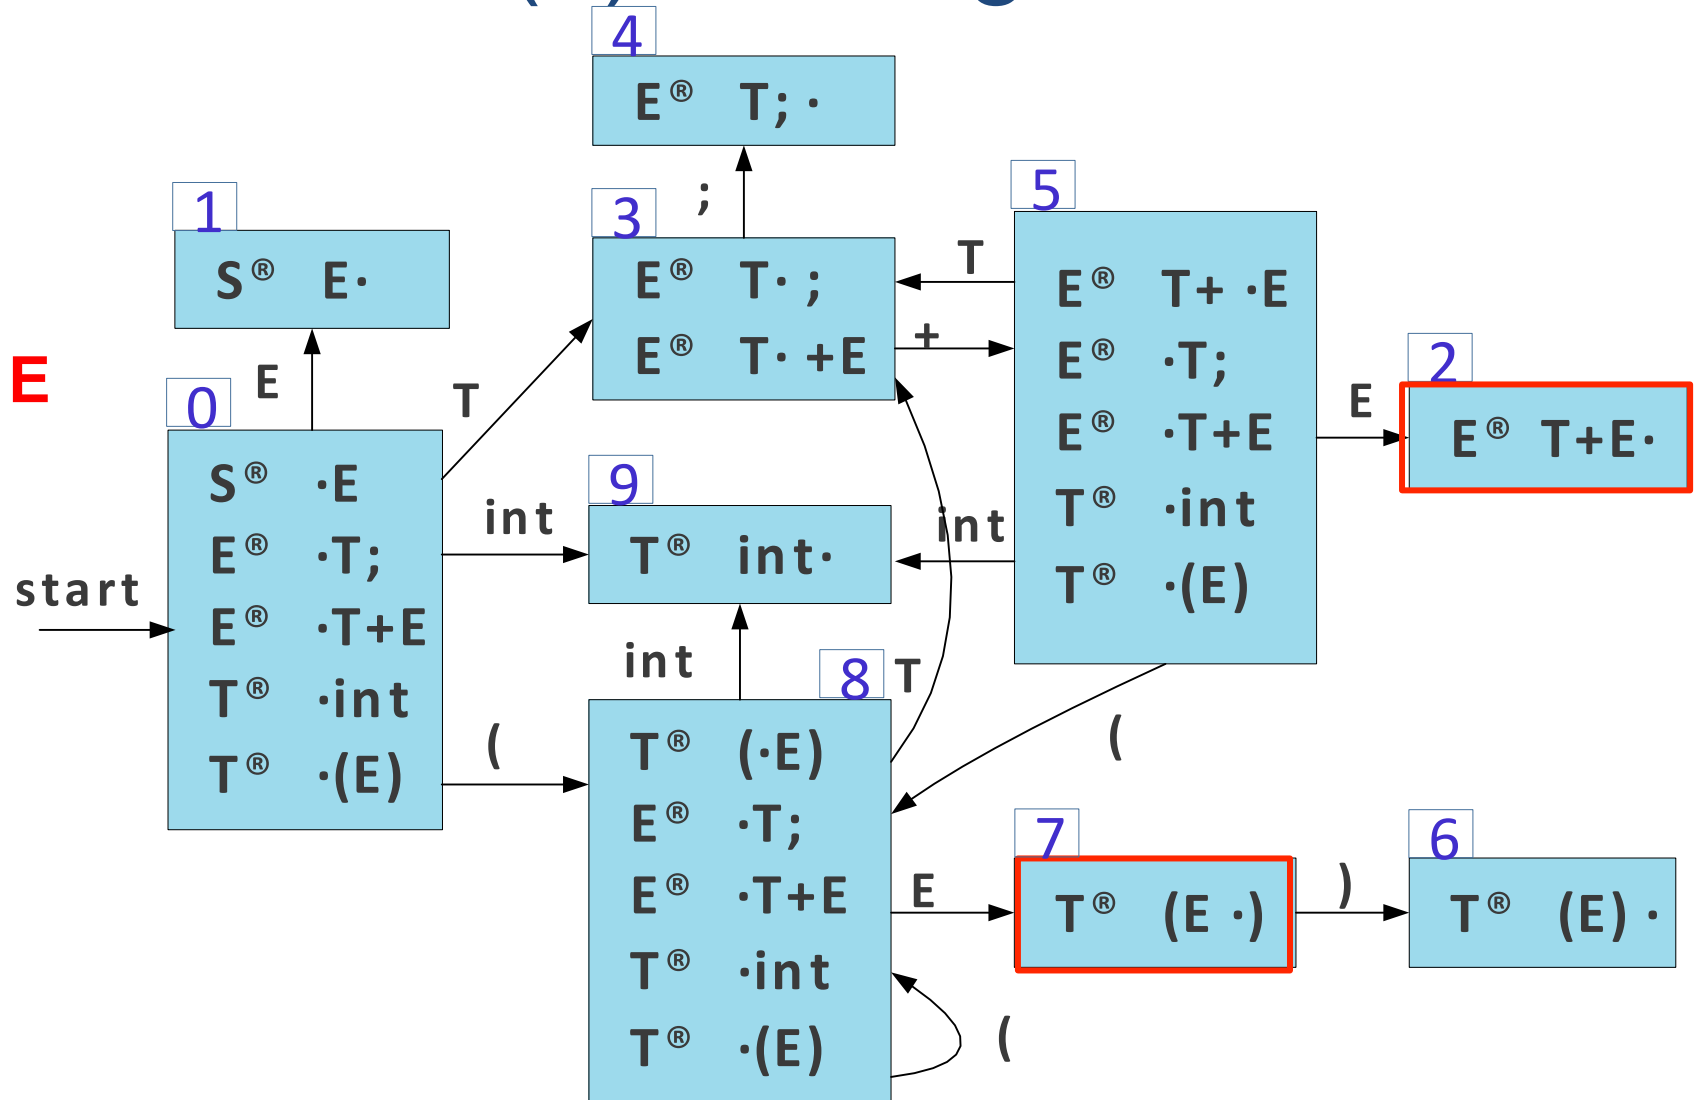 4
E® T;·
;
1
S® E·
3
E® T·;
E® T· +E
T
+
5
E® T+ ·E
E® ·T;
E® ·T+E
T® ·int
T® ·(E)
E
E
2
E® T+E·
E
T
0
S® ·E
E® ·T;
E® ·T+E
T® ·int
T® ·(E)
start
int
9
T® int·
int
int
(
8
T
T® (·E)
E® ·T;
E® ·T+E
T® ·int
T® ·(E)
(
E
7
T® (E ·)
)
6
T® (E) ·
(